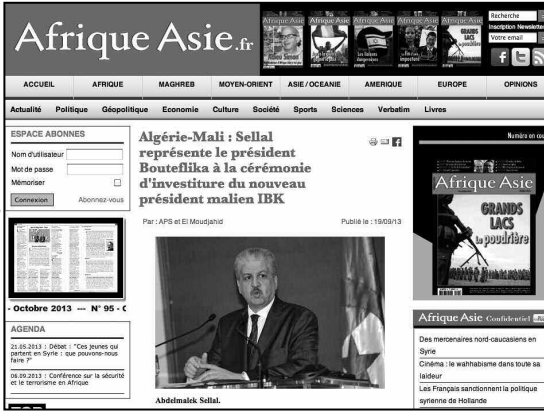 Afrique Asie.fr
Recherche
Inscription Newsletter
Votre email
GRANDS
LACS
ACCUEIL AFRIQUE MAGHREB MOYEN-ORIENT ASIE / OCEANIE AMERIQUE EUROPE OPINIONS
Actualité Politique Géopolitique Economie Culture Société Sports Sciences Verbatim Livres
ESPACE ABONNES
Nom d'utilisateur
Mot de passe
Mémoriser
Connexion Abonnez-vous
- Octobre 2013 --- N° 95 - O
AGENDA
21.05.2013 : Débat : "Ces jeunes qui
partent en Syrie : que pouvons-nous
faire ?"
06.09.2013 : Conférence sur la sécurité
et le terrorisme en Afrique
Algérie-Mali : Sellal
représente le président
Bouteflika à la cérémonie
d'investiture du nouveau
président malien IBK
Par : APS et El Moudjahid Publié le : 19/09/13
Abdelmalek Sellal.
Numéro en cou
Afrique Asie
GRANDS
LACS
La poudrière
Afrique Asie Confidentiel
Des mercenaires nord-caucasiens en
Syrie
Cinéma : le wahhabisme dans toute sa
laideur
Les Français sanctionnent la politique
syrienne de Hollande